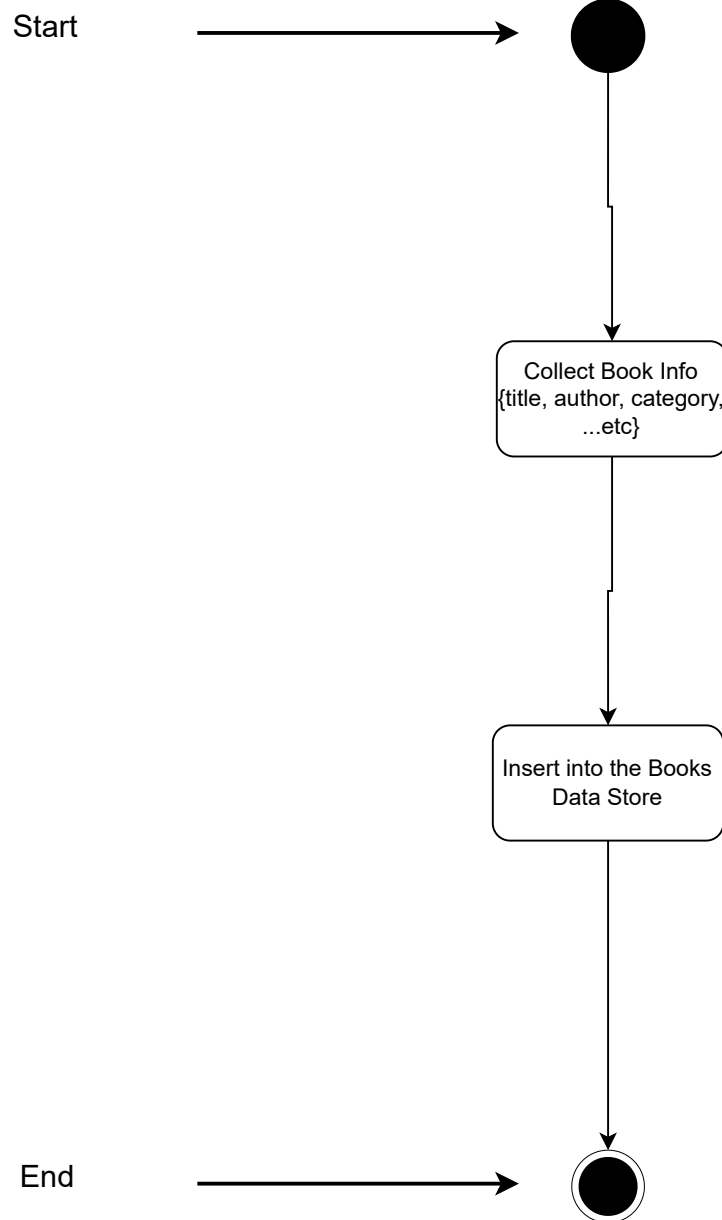 Start
Collect Book Info
{title, author, category,
...etc}
Insert into the Books
Data Store
End